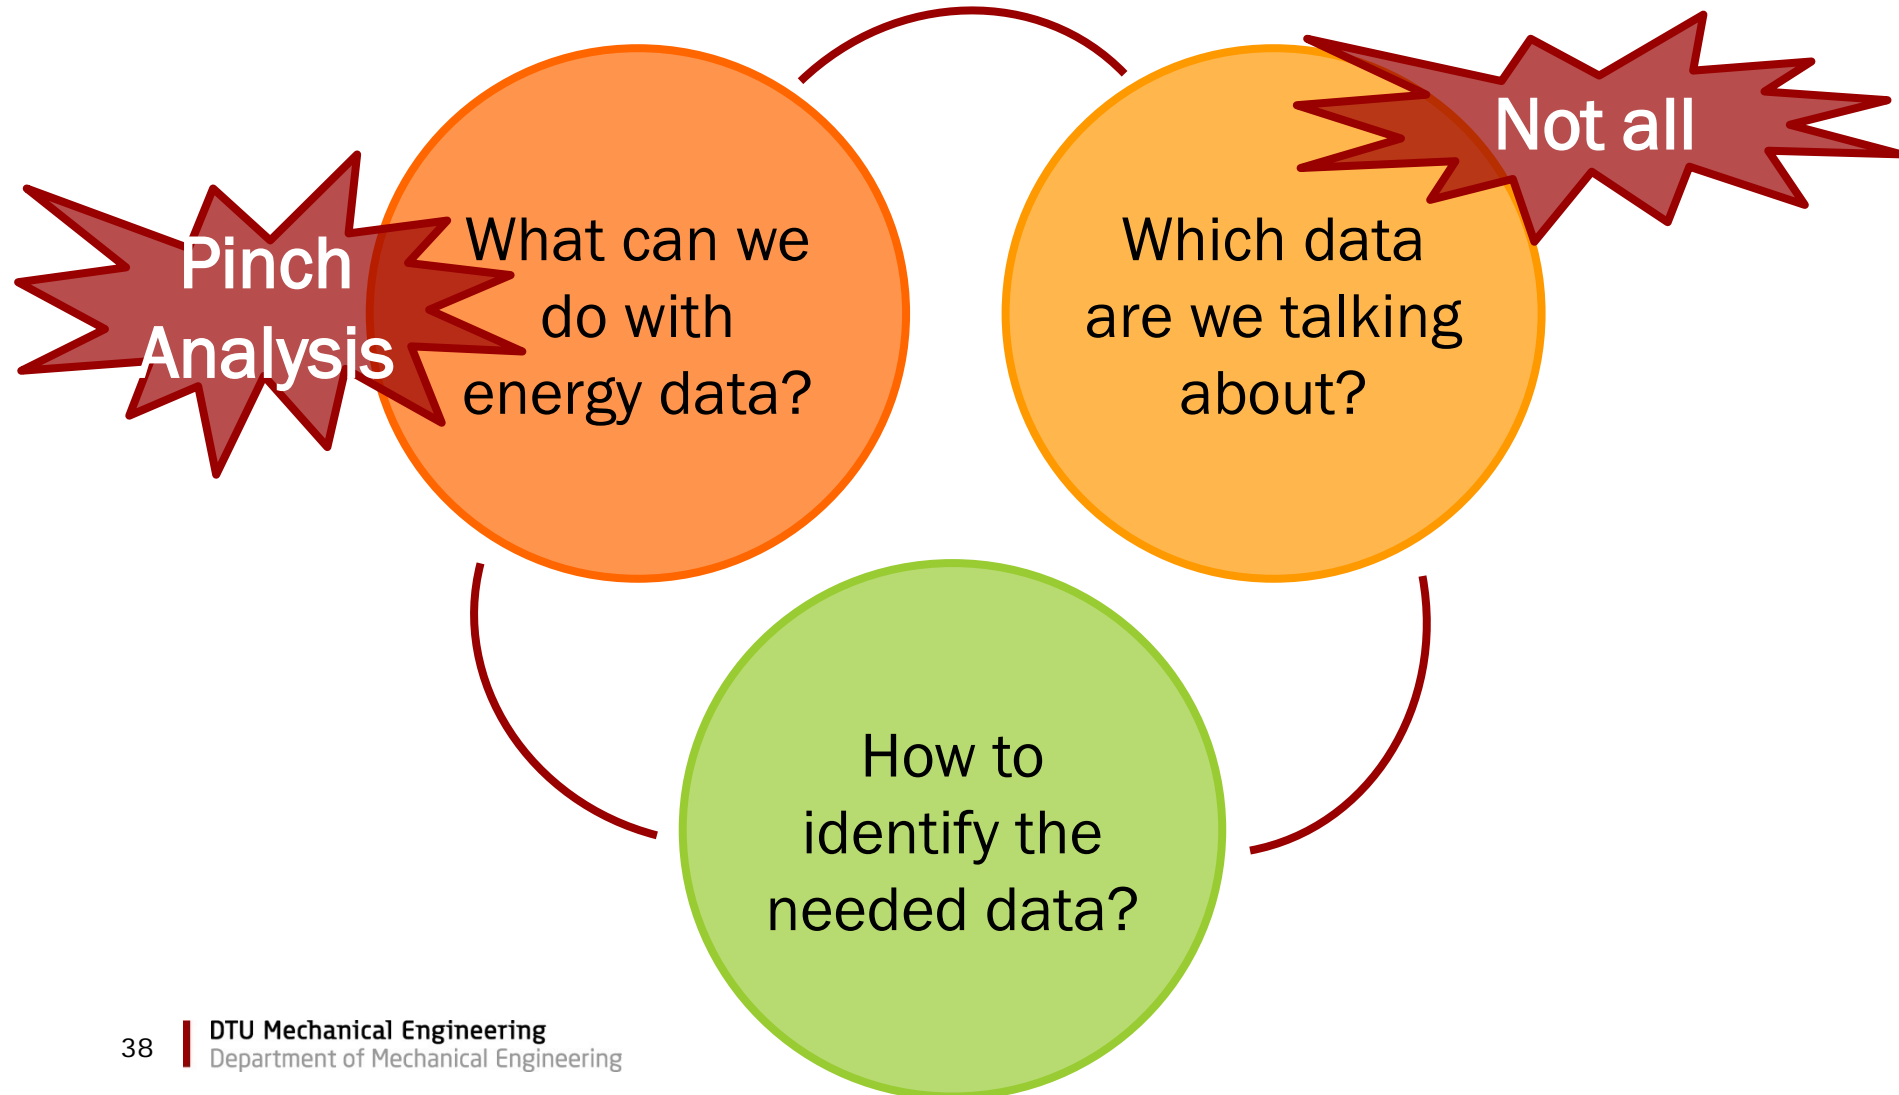 Pinch
Analysis
What can we
do with
energy data?
Not all
Which data
are we talking
about?
How to
identify the
needed data?
38
DTU Mechanical Engineering
Department of Mechanical Engineering